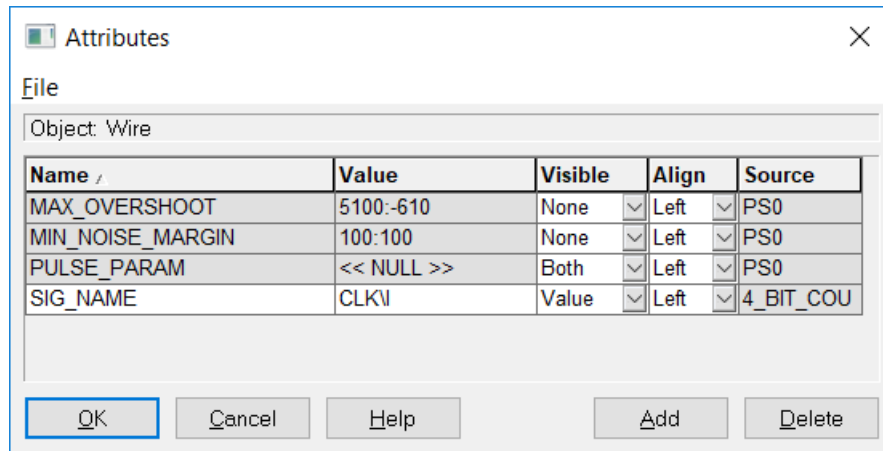 Attributes
File
Object: Wire
Name Value Visible Align Source
MAX_OVERSHOOT 5100:-610 None Left PS0
MIN_NOISE_MARGIN 100:100 None Left PS0
PULSE_PARAM << NULL >> Both Left PS0
SIG_NAME CLK\I Value Left 4_BIT_COU
OK Cancel Help Add Delete